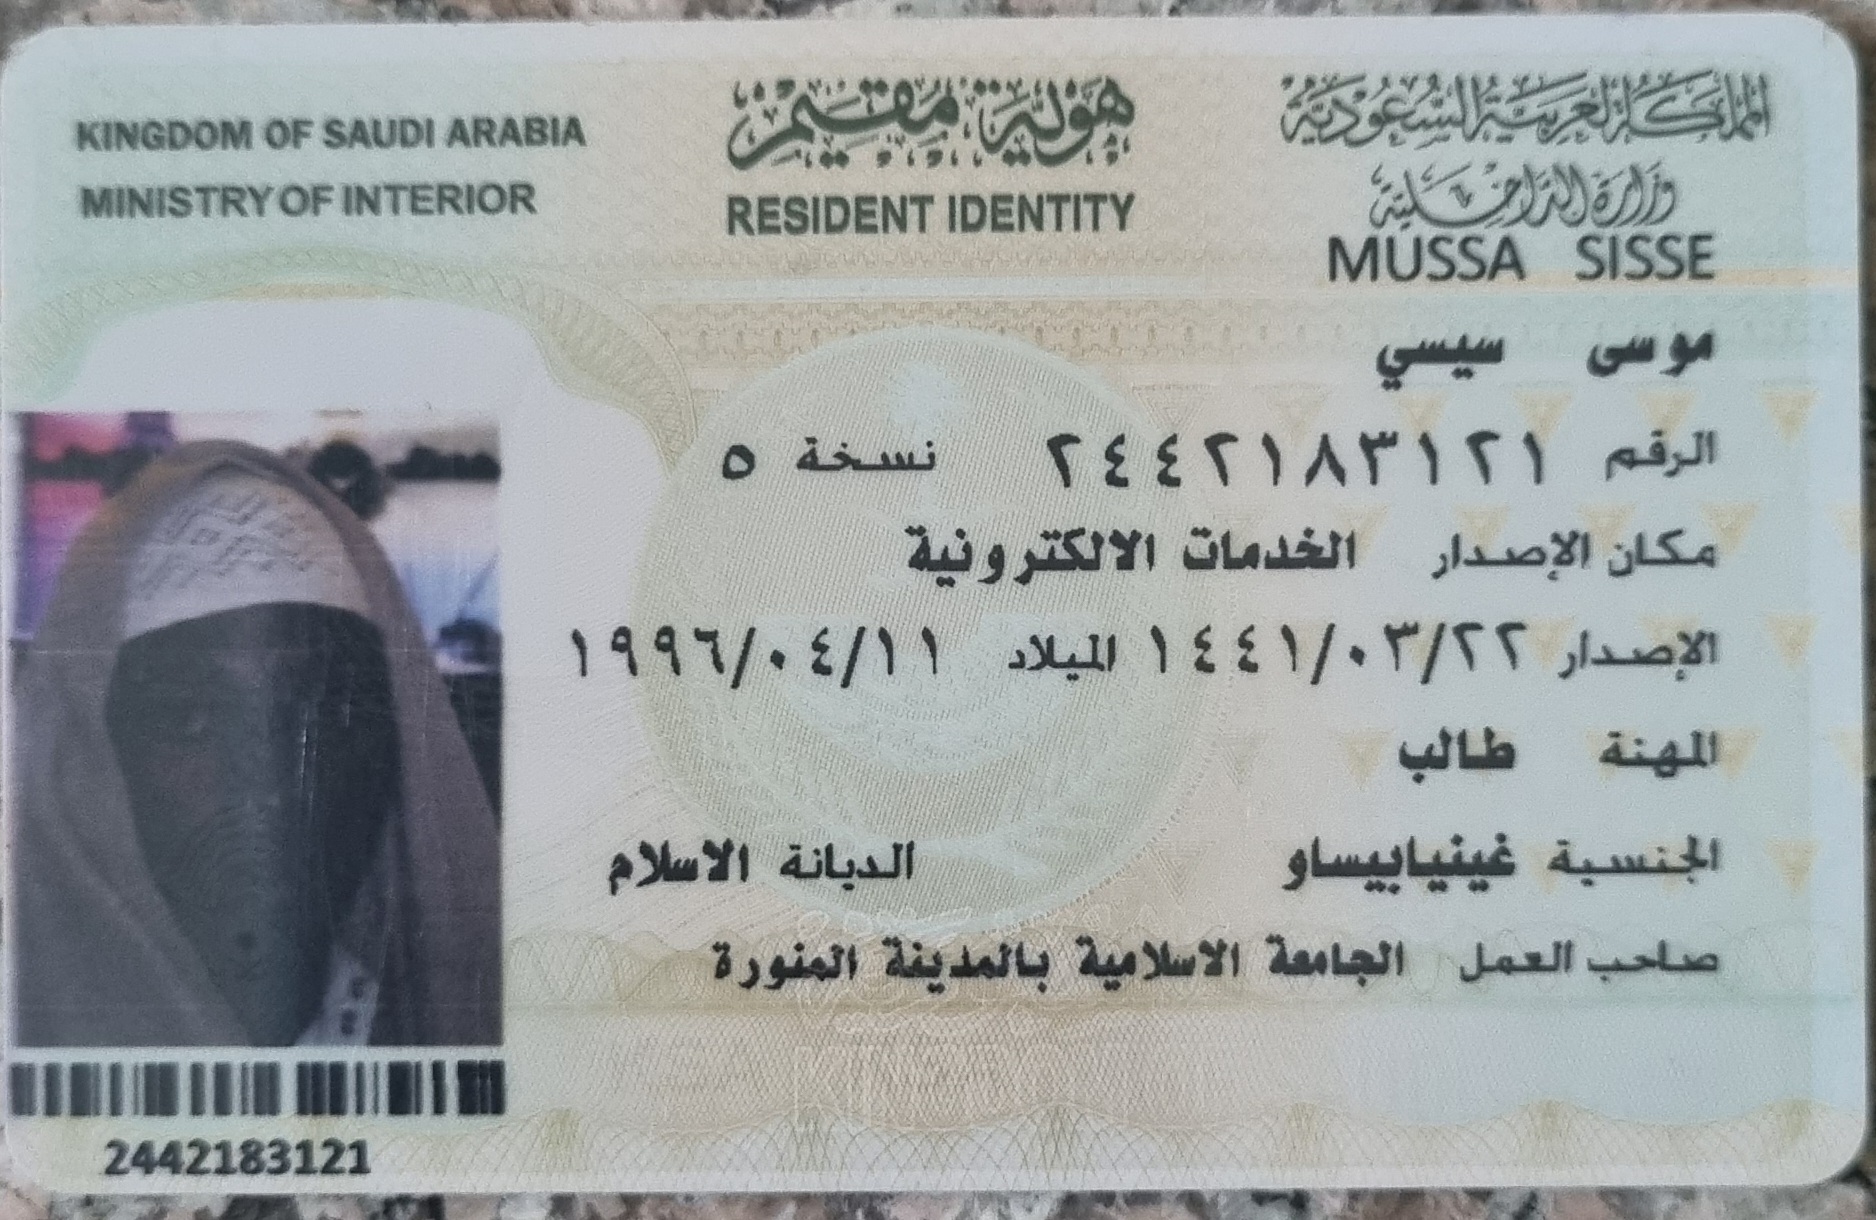 KINGDOM OF SAUDI ARABIA
MINISTRY OF INTERIOR
هوية مقيم
RESIDENT IDENTITY
المملكة العربية السعودية
وزارة الداخلية
MUSSA SISSE
موسى سيسي
الرقم ٢٤٤٢١٨٣١٢١ نسخة ٥
مكان الإصدار الخدمات الالكترونية
الإصدار ١٤٤١/٠٣/٢٢ الميلاد ١٩٩٦/٠٤/١١
المهنة طالب
الجنسية غينيابيساو الديانة الاسلام
صاحب العمل الجامعة الاسلامية بالمدينة المنورة
2442183121